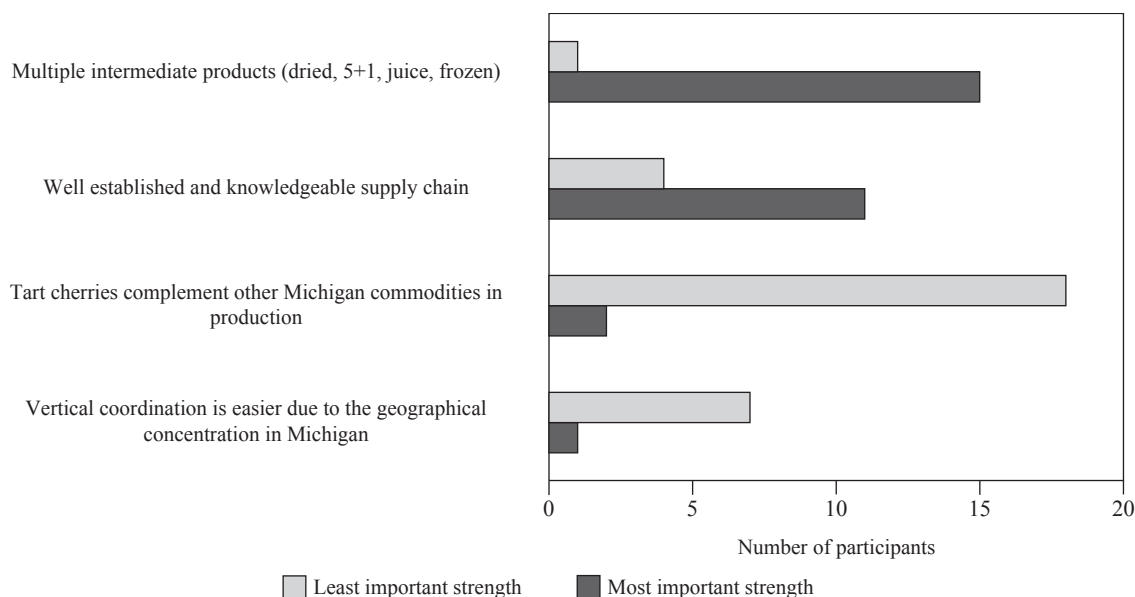 Multiple intermediate products (dried, 5+1, juice, frozen)
Well established and knowledgeable supply chain
Tart cherries complement other Michigan commodities in
production
Vertical coordination is easier due to the geographical
concentration in Michigan
0 5 10 15 20
Number of participants
Least important strength Most important strength